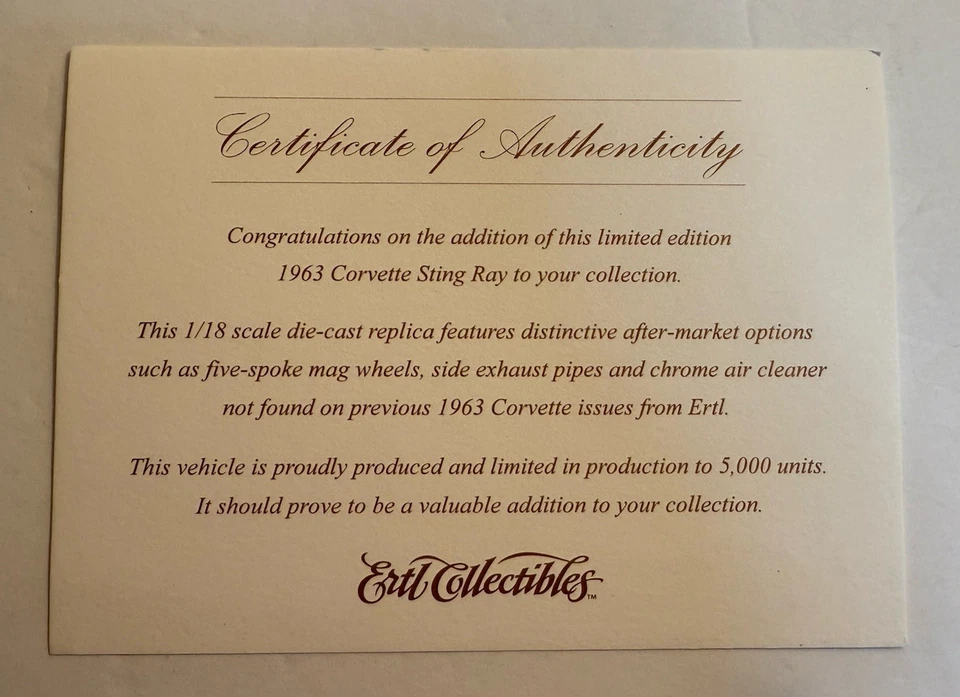 Certificate of Authenticity
Congratulations on the addition of this limited edition
1963 Corvette Sting Ray to your collection.
This 1/18 scale die-cast replica features distinctive after-market options
such as five-spoke mag wheels, side exhaust pipes and chrome air cleaner
not found on previous 1963 Corvette issues from Ertl.
This vehicle is proudly produced and limited in production to 5,000 units.
It should prove to be a valuable addition to your collection.
Ertl Collectibles™